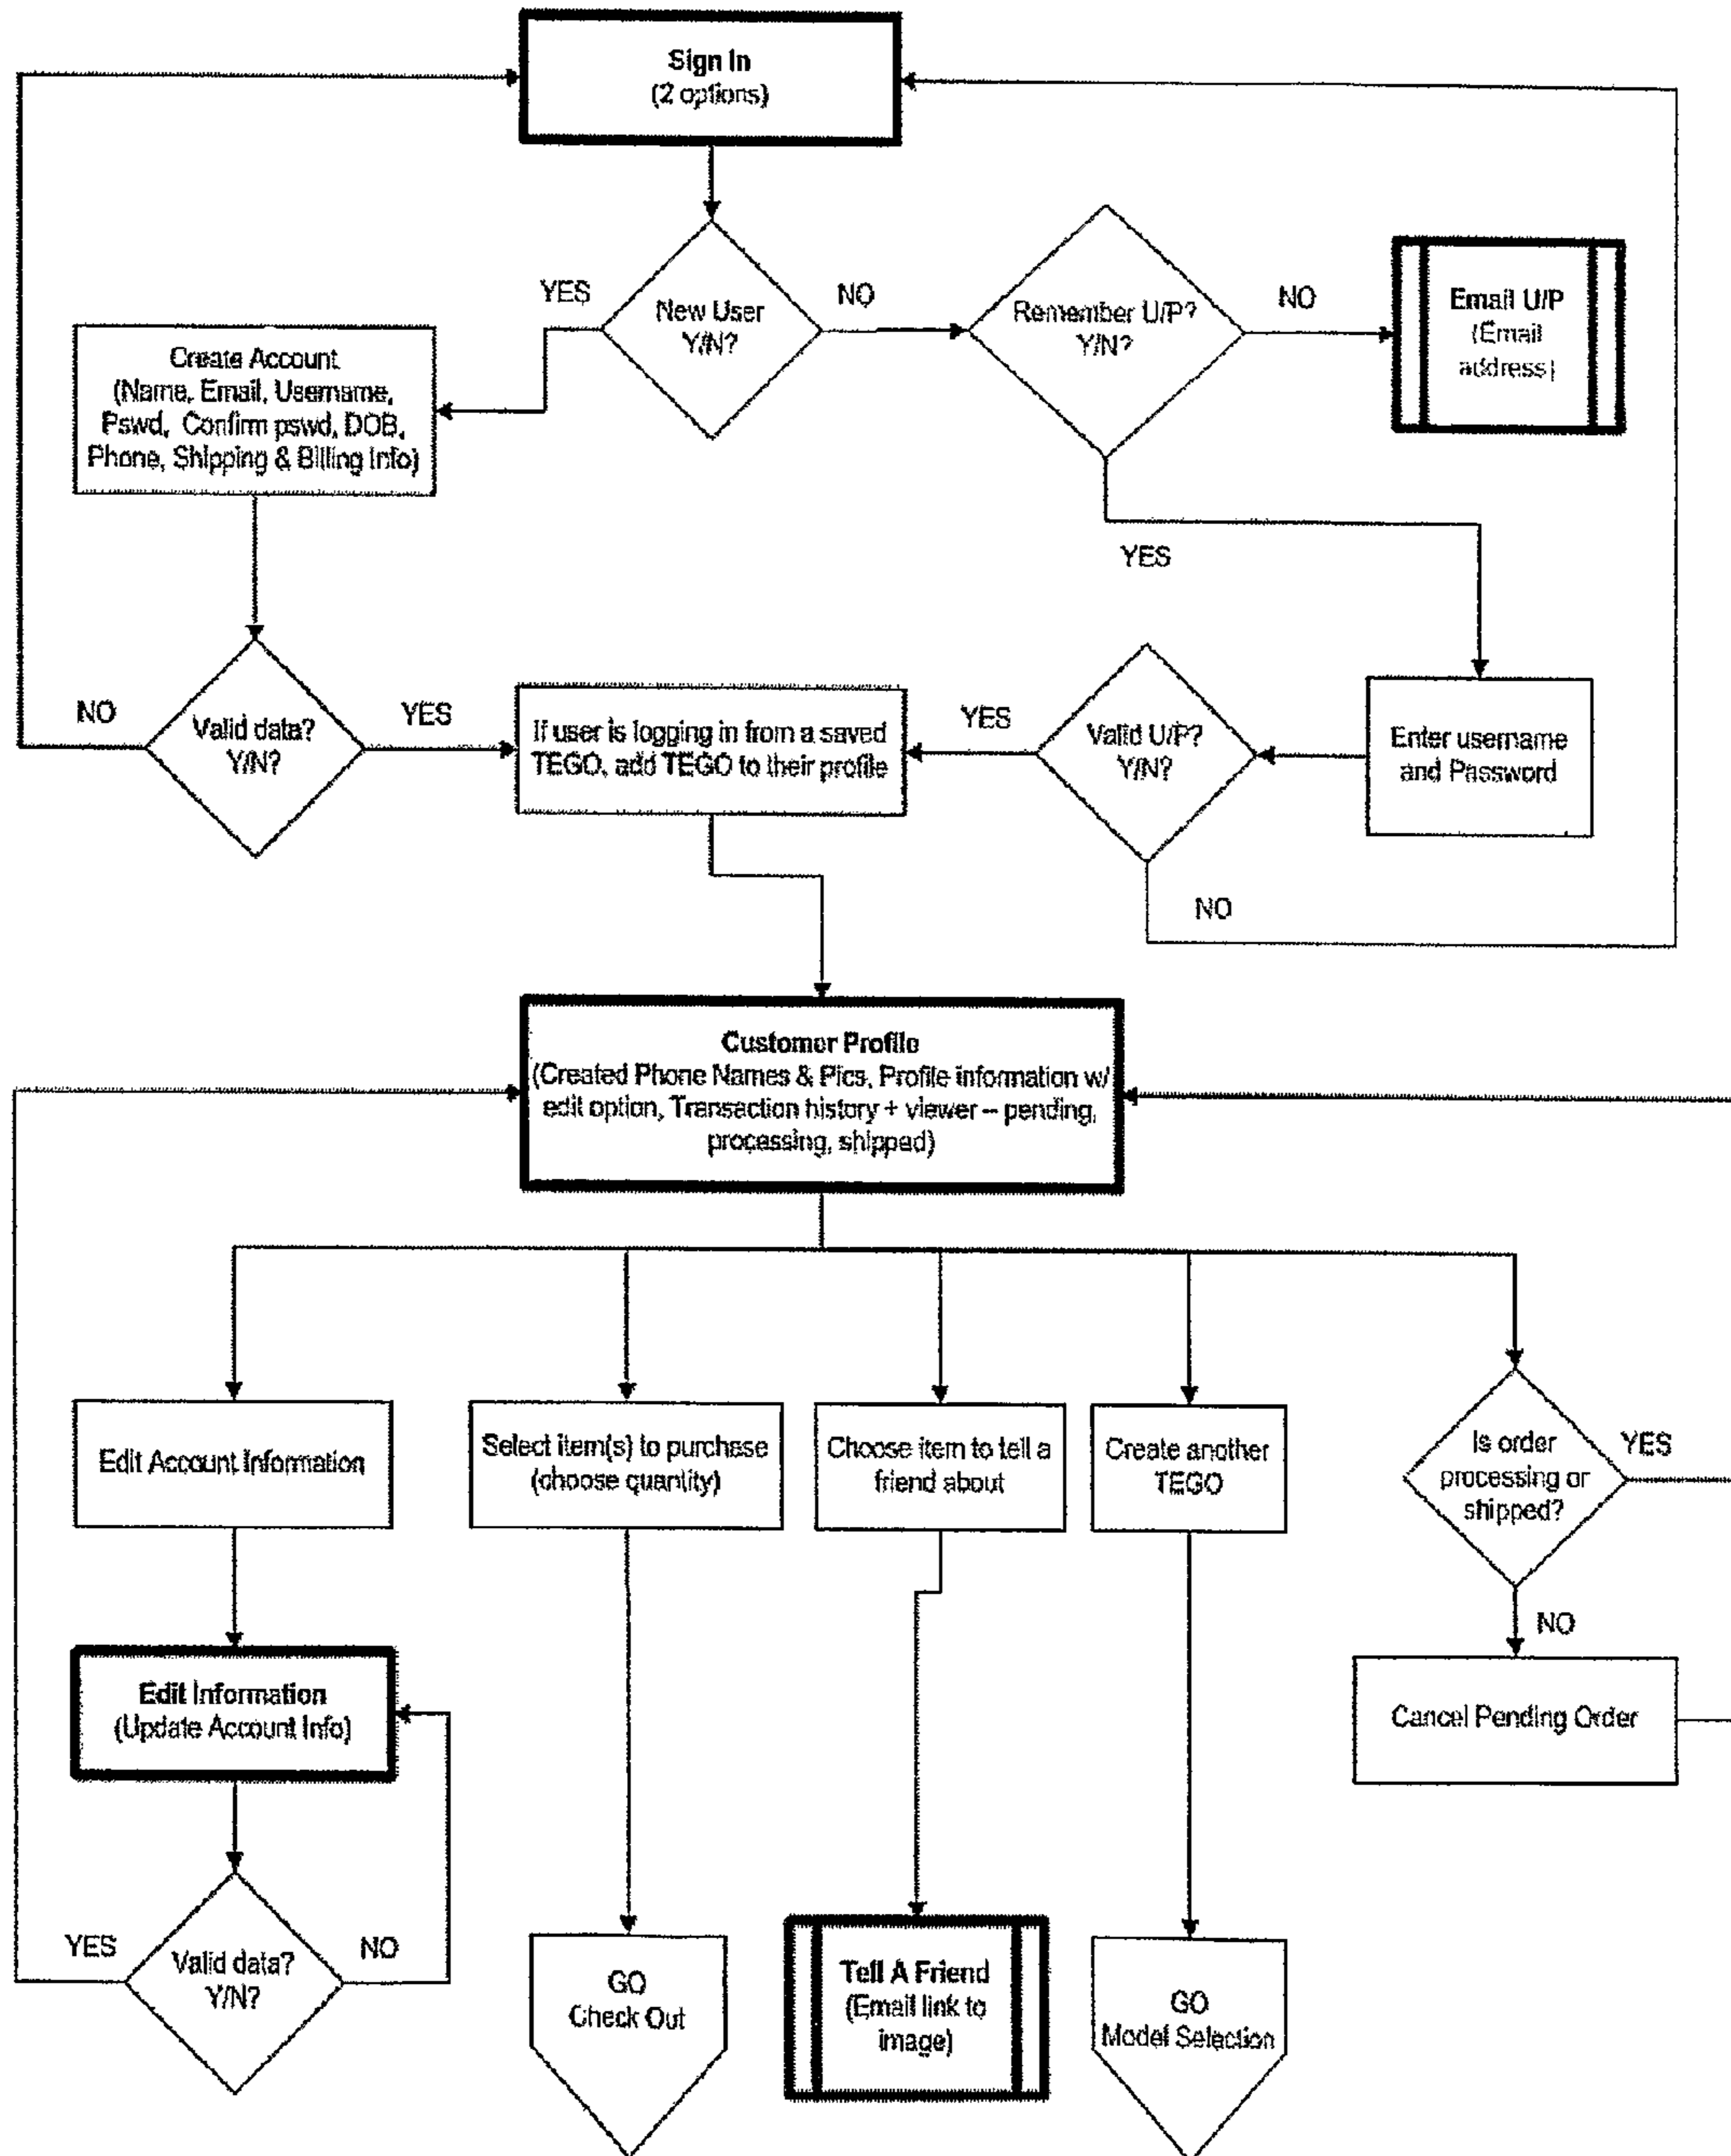 Sign In
(2 options)
YES
New User
Y/N?
NO
Remember U/P?
Y/N?
NO
Email U/P
(Email
address)
Create Account
(Name, Email, Username,
Pswd, Confirm pswd, DOB,
Phone, Shipping & Billing Info)
YES
NO
Valid data?
Y/N?
YES
If user is logging in from a saved
TEGO, add TEGO to their profile
YES
Valid U/P?
Y/N?
Enter username
and Password
NO
Customer Profile
(Created Phone Names & Pics, Profile information w/
edit option, Transaction history + viewer – pending,
processing, shipped)
Edit Account Information
Select item(s) to purchase
(choose quantity)
Choose item to tell a
friend about
Create another
TEGO
Is order
processing or
shipped?
YES
NO
Edit Information
(Update Account Info)
Cancel Pending Order
YES
Valid data?
Y/N?
NO
GO
Check Out
Tell A Friend
(Email link to
image)
GO
Model Selection